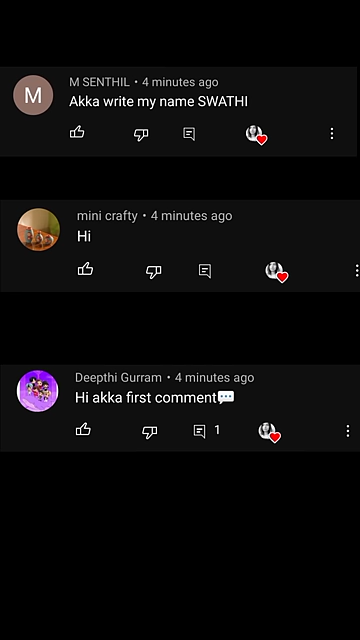 M
M SENTHIL • 4 minutes ago
Akka write my name SWATHI
mini crafty • 4 minutes ago
Hi
Deepthi Gurram • 4 minutes ago
Hi akka first comment💬
1